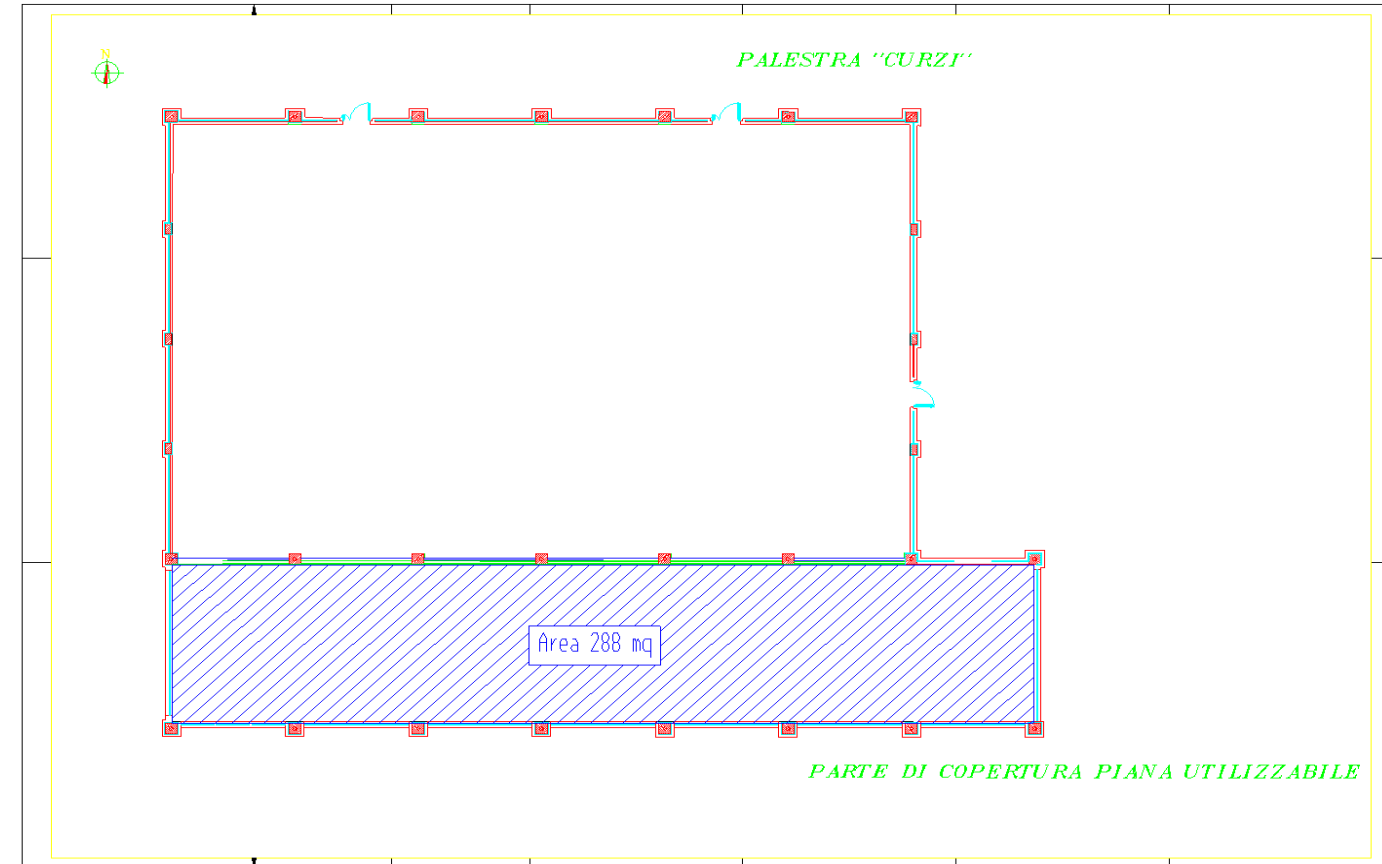 N
PALESTRA "CURZI"
Area 288 mq
PARTE DI COPERTURA PIANA UTILIZZABILE